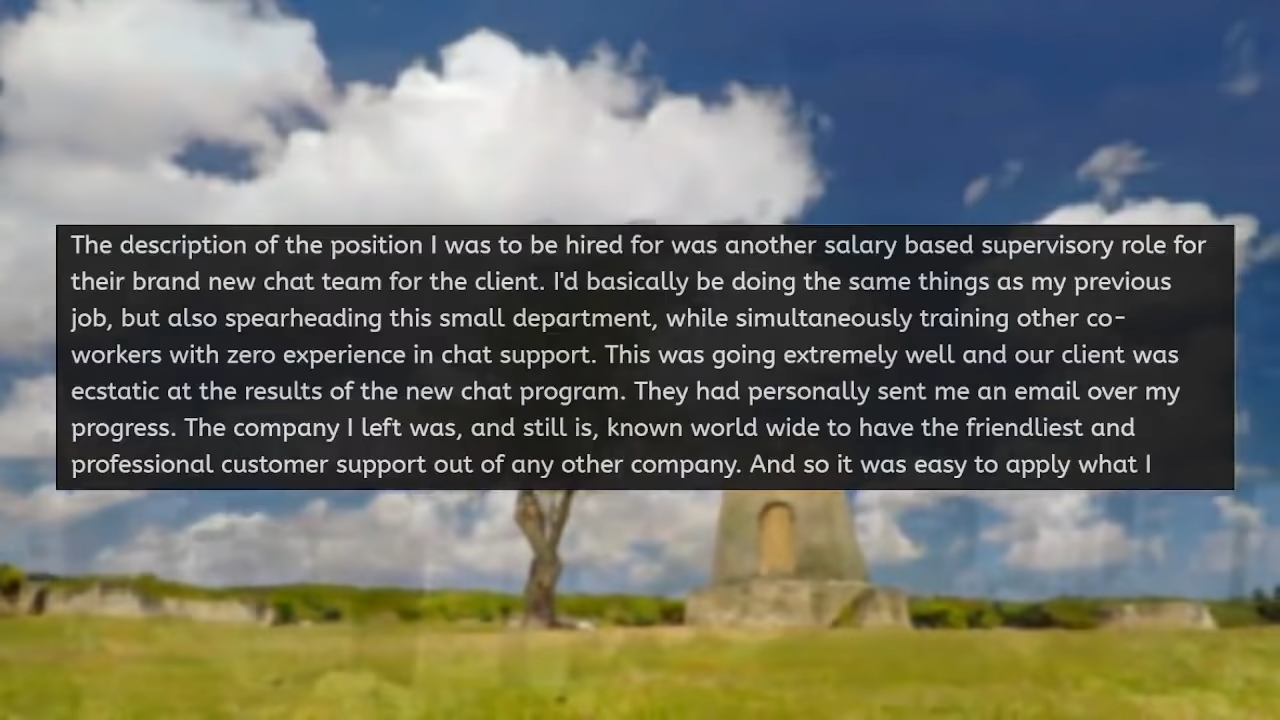 The description of the position I was to be hired for was another salary based supervisory role for
their brand new chat team for the client. I'd basically be doing the same things as my previous
job, but also spearheading this small department, while simultaneously training other co-
workers with zero experience in chat support. This was going extremely well and our client was
ecstatic at the results of the new chat program. They had personally sent me an email over my
progress. The company I left was, and still is, known world wide to have the friendliest and
professional customer support out of any other company. And so it was easy to apply what I